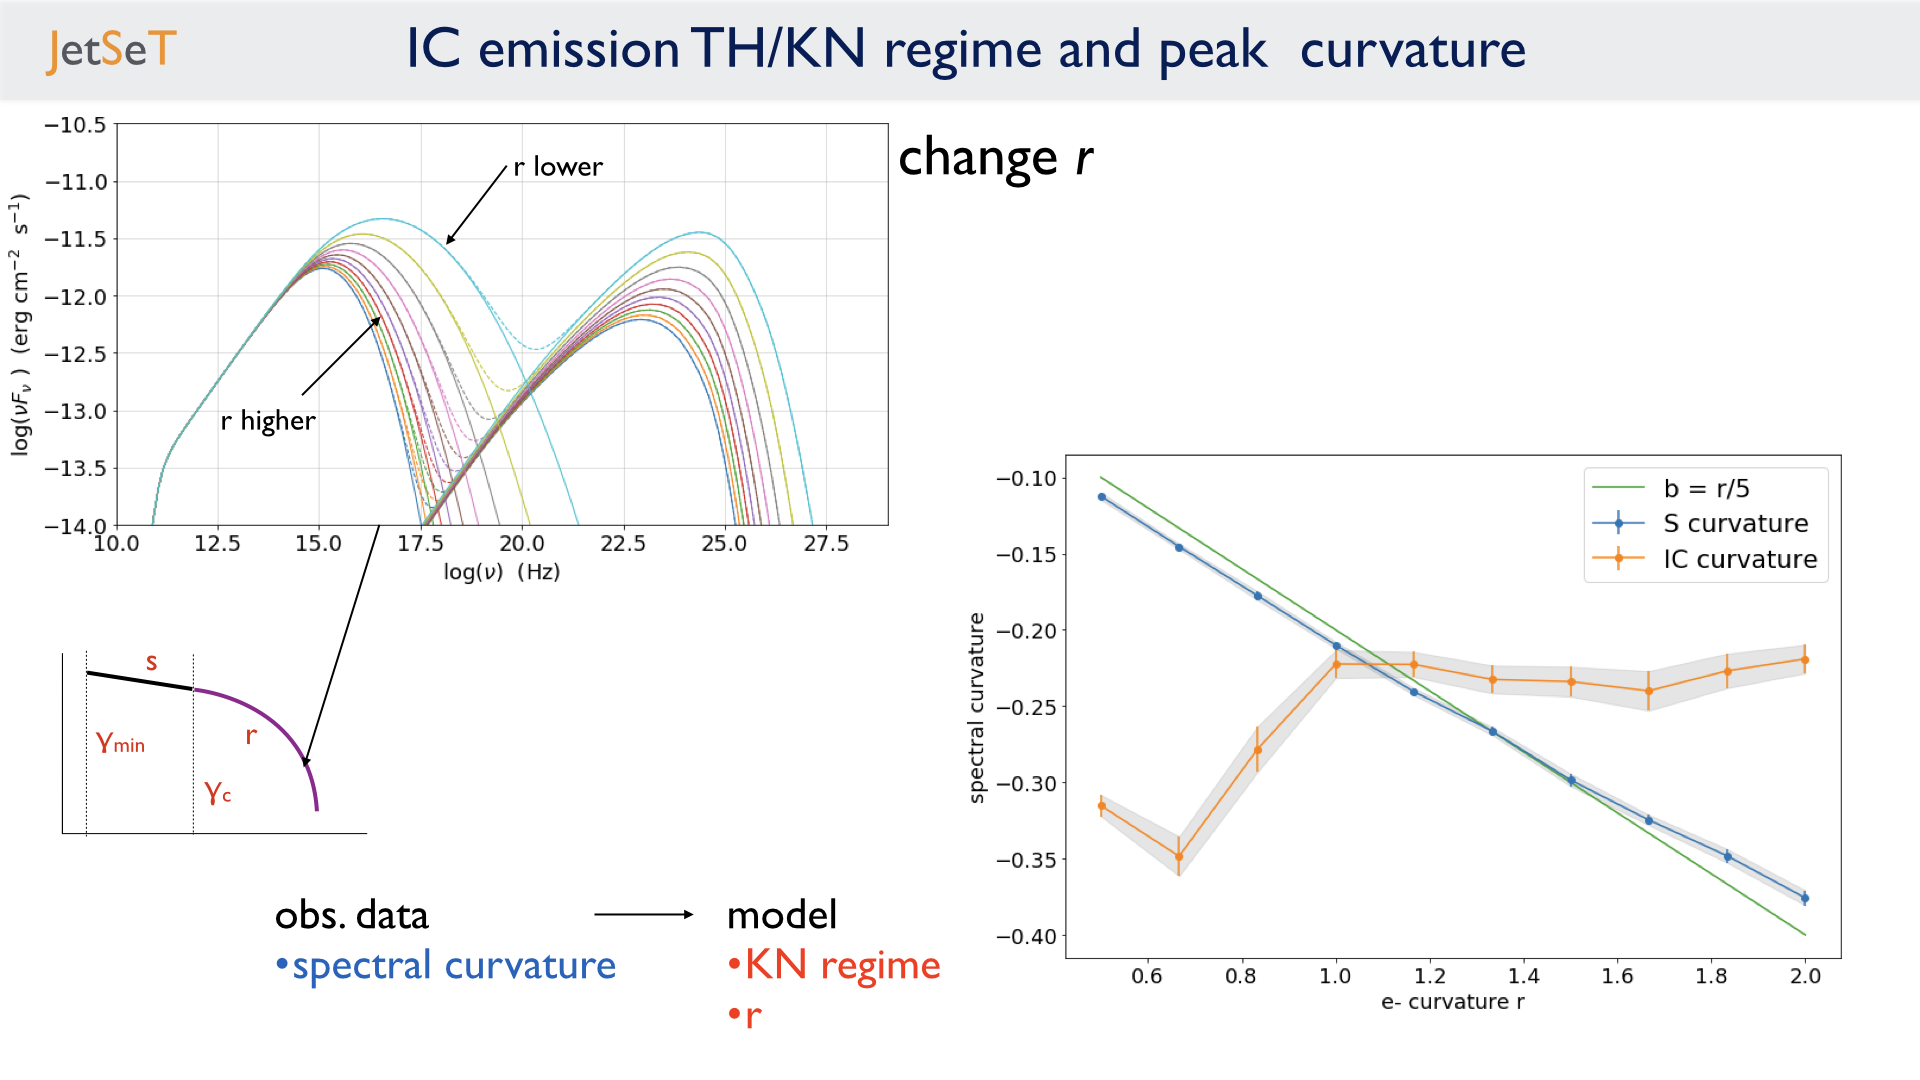 JetSeT
IC emission TH/KN regime and peak curvature
change r
−10.5
−11.0
−11.5
−12.0
−12.5
−13.0
−13.5
−14.0
log(νFν ) (erg cm−2 s−1)
r lower
r higher
10.0 12.5 15.0 17.5 20.0 22.5 25.0 27.5
log(ν) (Hz)
s
γmin
r
γc
−0.10
−0.15
−0.20
−0.25
−0.30
−0.35
−0.40
spectral curvature
b = r/5
S curvature
IC curvature
0.6 0.8 1.0 1.2 1.4 1.6 1.8 2.0
e- curvature r
obs. data
•spectral curvature
model
•KN regime
•r